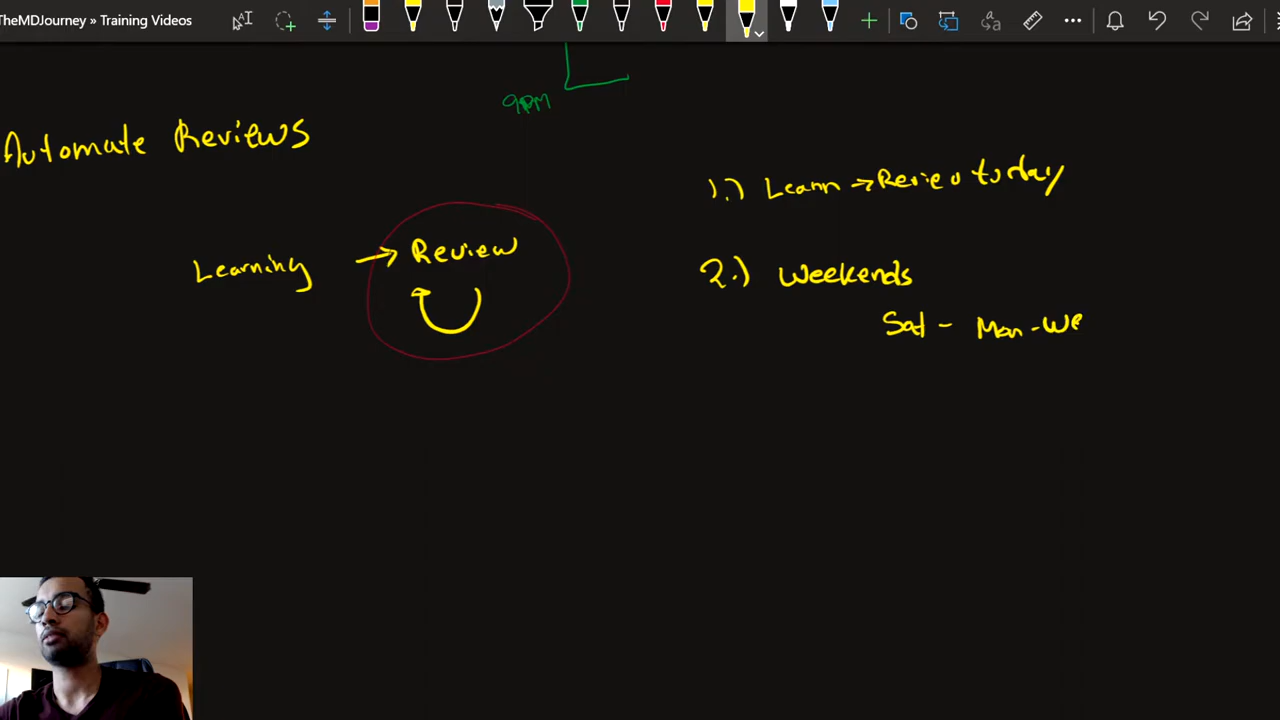 TheMDJourney » Training Videos
9PM
Automate Reviews
1.) Learn → Review today
Learning → Review
2.) Weekends
Sat - Mon - We